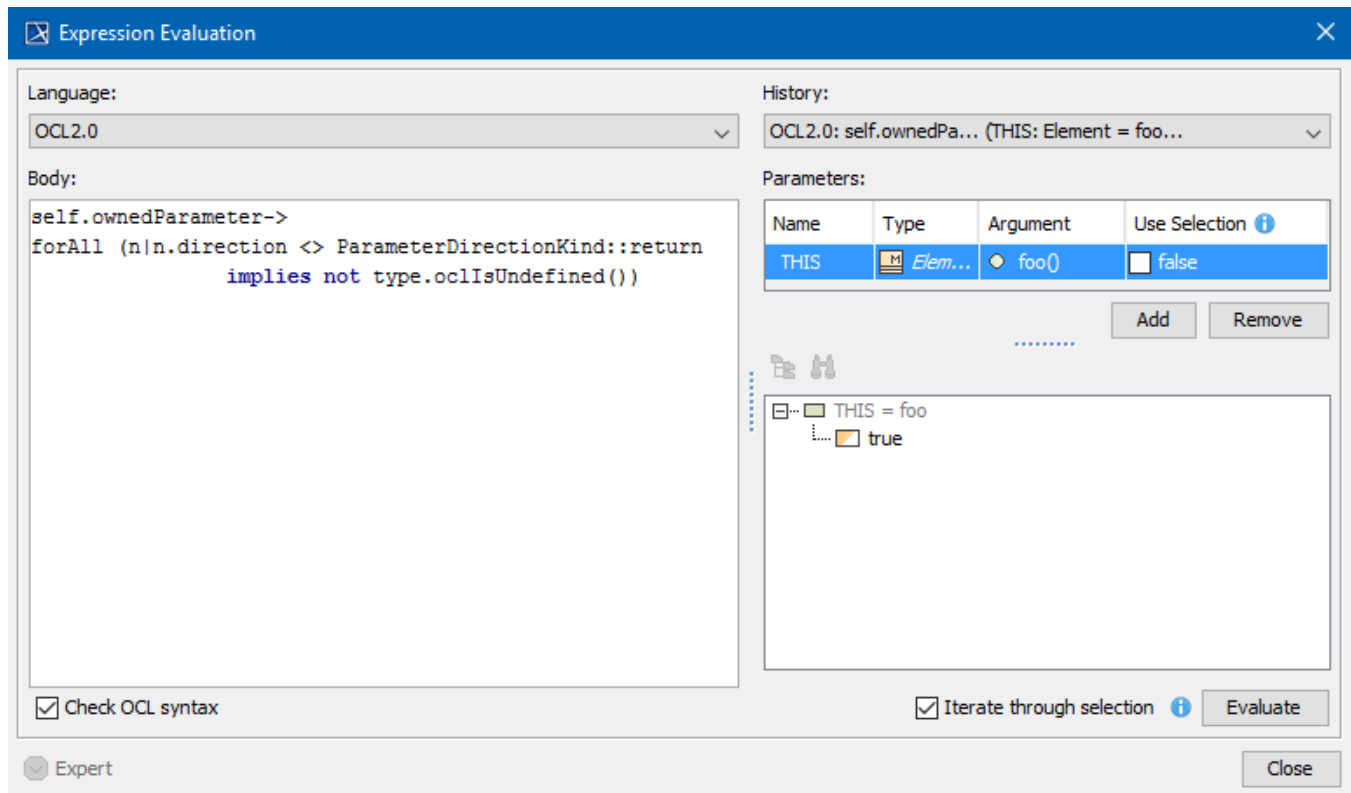 Expression Evaluation
Language:
OCL2.0
Body:
self.ownedParameter->
forAll (n|n.direction <> ParameterDirectionKind::return
implies not type.oclIsUndefined())
Check OCL syntax
History:
OCL2.0: self.ownedPa... (THIS: Element = foo...
Parameters:
Name Type Argument Use Selection
THIS Elem... foo() false
Add Remove
THIS = foo
true
Iterate through selection Evaluate
Expert
Close